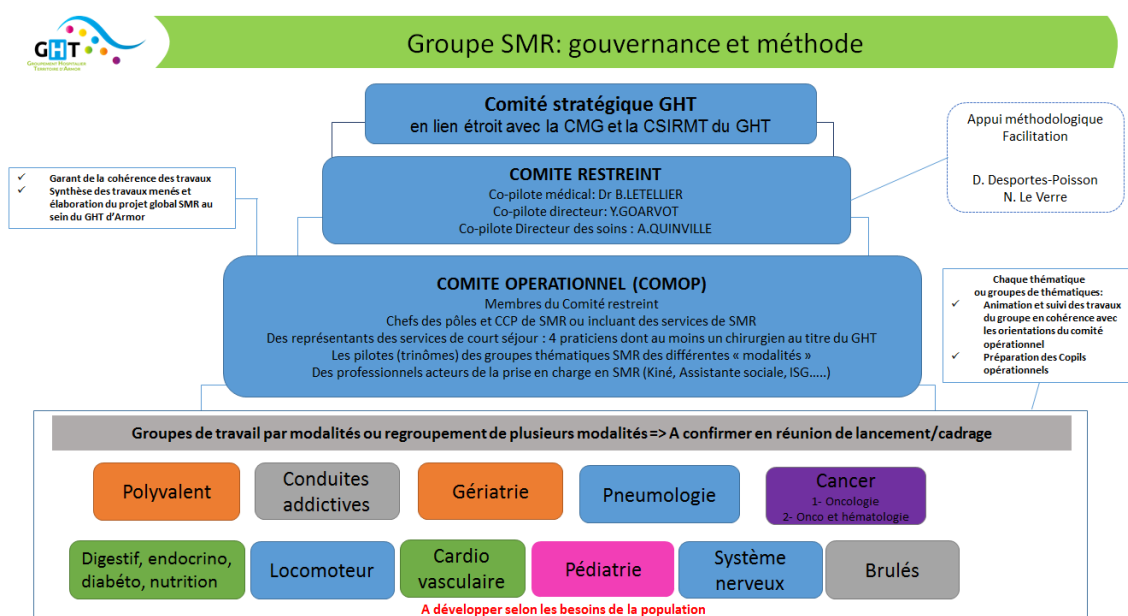 GHT
GROUPEMENT HOSPITALIER
TERRITOIRE D'ARMOR
Groupe SMR: gouvernance et méthode
Comité stratégique GHT
en lien étroit avec la CMG et la CSIRMT du GHT
Appui méthodologique
Facilitation
D. Desportes-Poisson
N. Le Verre
COMITE RESTREINT
Co-pilote médical: Dr B.LETELLIER
Co-pilote directeur: Y.GOARVOT
Co-pilote Directeur des soins : A.QUINVILLE
✓ Garant de la cohérence des travaux
✓ Synthèse des travaux menés et
élaboration du projet global SMR au
sein du GHT d'Armor
COMITE OPERATIONNEL (COMOP)
Membres du Comité restreint
Chefs des pôles et CCP de SMR ou incluant des services de SMR
Des représentants des services de court séjour : 4 praticiens dont au moins un chirurgien au titre du GHT
Les pilotes (trinômes) des groupes thématiques SMR des différentes « modalités »
Des professionnels acteurs de la prise en charge en SMR (Kiné, Assistante sociale, ISG.....)
Chaque thématique
ou groupes de thématiques:
✓ Animation et suivi des travaux
du groupe en cohérence avec
les orientations du comité
opérationnel
✓ Préparation des Copils
opérationnels
Groupes de travail par modalités ou regroupement de plusieurs modalités => A confirmer en réunion de lancement/cadrage
Polyvalent
Conduites
addictives
Gériatrie
Pneumologie
Cancer
1- Oncologie
2- Onco et hématologie
Digestif, endocrino,
diabéto, nutrition
Locomoteur
Cardio
vasculaire
Pédiatrie
Système
nerveux
Brulés
A développer selon les besoins de la population